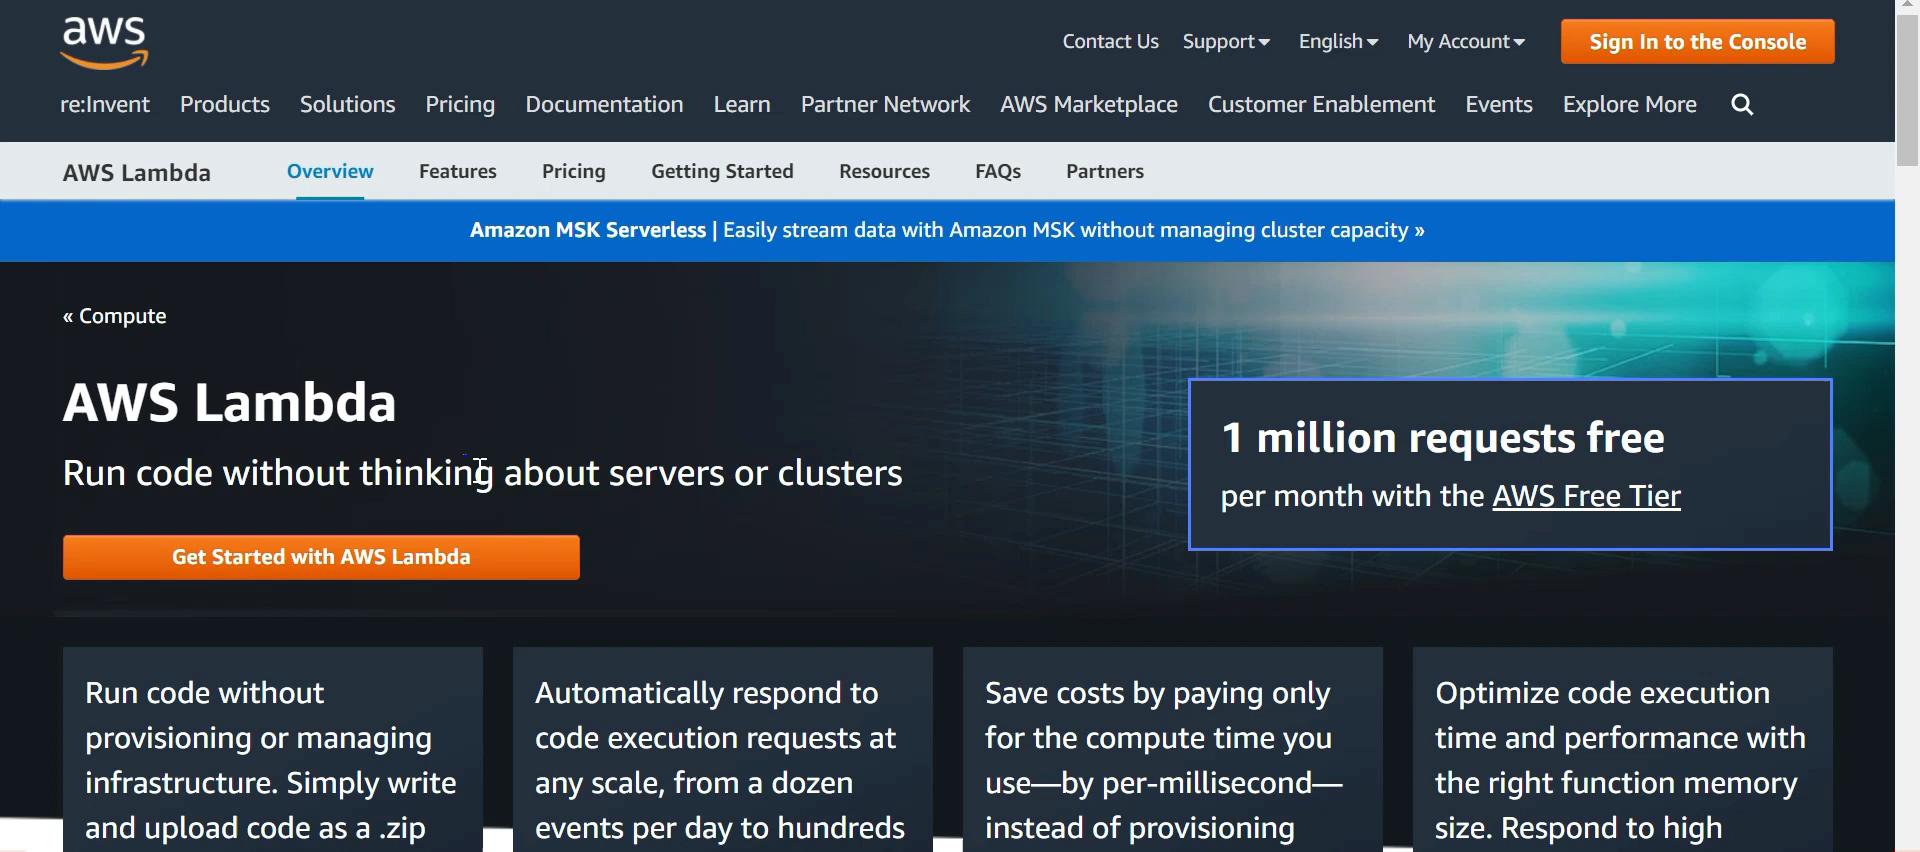 aws
Contact Us Support English My Account Sign In to the Console
re:Invent Products Solutions Pricing Documentation Learn Partner Network AWS Marketplace Customer Enablement Events Explore More
AWS Lambda Overview Features Pricing Getting Started Resources FAQs Partners
Amazon MSK Serverless | Easily stream data with Amazon MSK without managing cluster capacity »
« Compute
AWS Lambda
Run code without thinking about servers or clusters
Get Started with AWS Lambda
1 million requests free
per month with the AWS Free Tier
Run code without
provisioning or managing
infrastructure. Simply write
and upload code as a .zip
Automatically respond to
code execution requests at
any scale, from a dozen
events per day to hundreds
Save costs by paying only
for the compute time you
use—by per-millisecond—
instead of provisioning
Optimize code execution
time and performance with
the right function memory
size. Respond to high